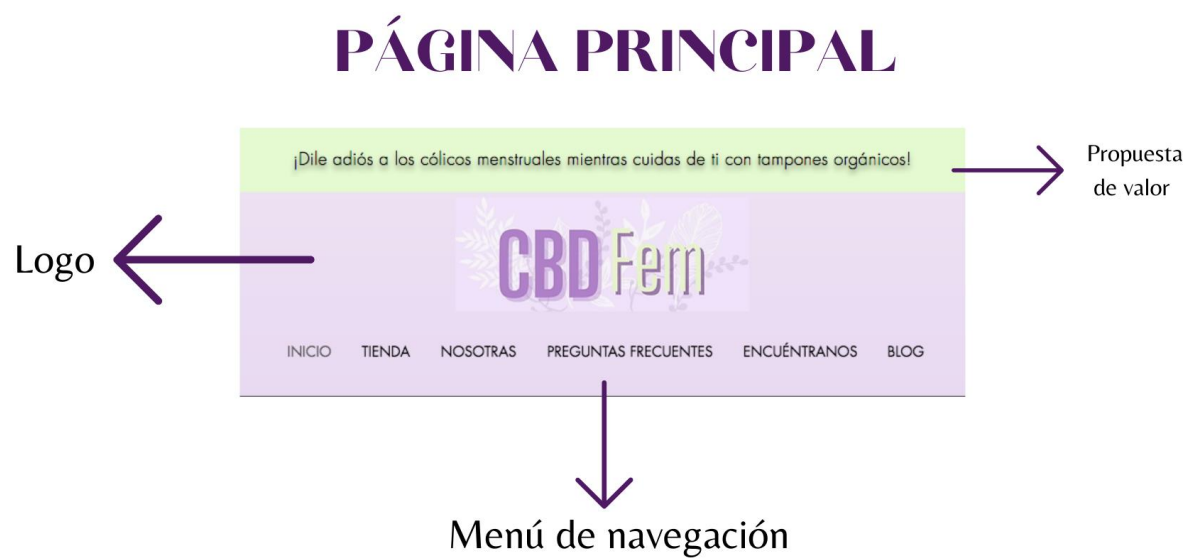 PÁGINA PRINCIPAL
¡Dile adiós a los cólicos menstruales mientras cuidas de ti con tampones orgánicos!
Propuesta
de valor
Logo
CBD Fem
INICIO TIENDA NOSOTRAS PREGUNTAS FRECUENTES ENCUÉNTRANOS BLOG
Menú de navegación